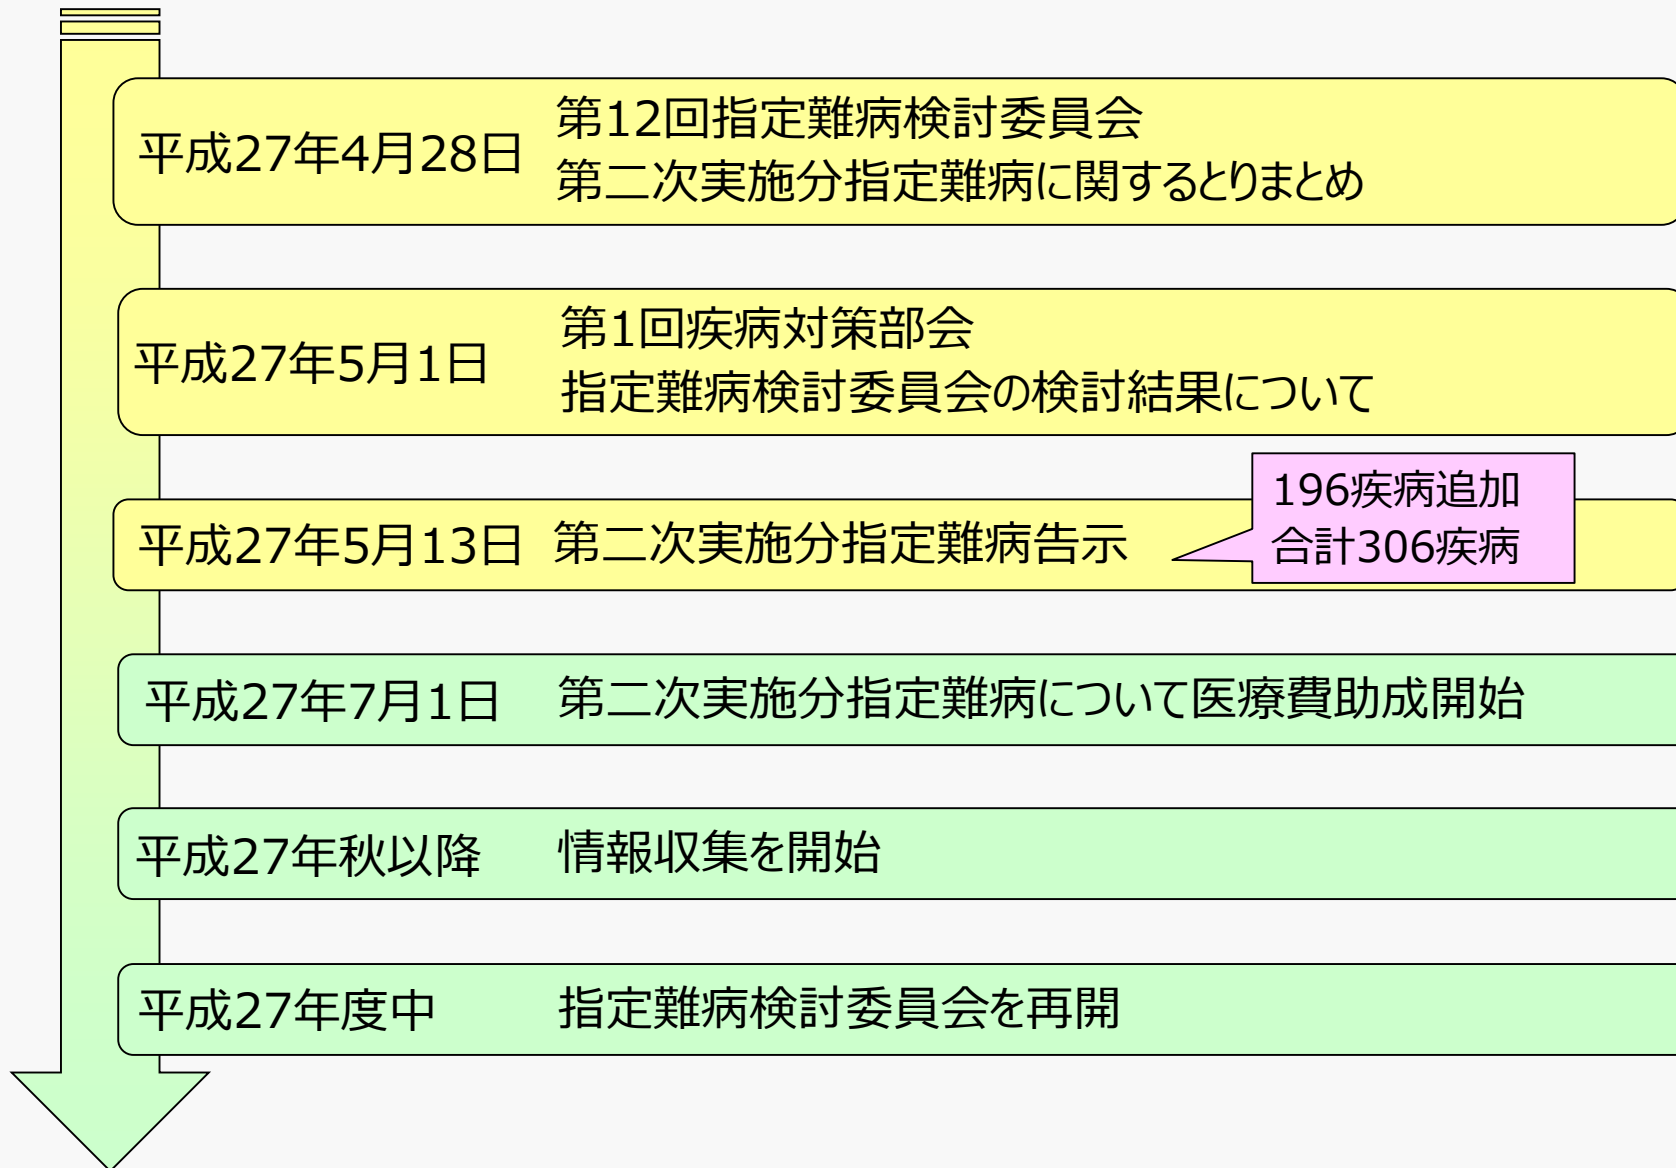 平成27年4月28日
第12回指定難病検討委員会
第二次実施分指定難病に関するとりまとめ
平成27年5月1日
第1回疾病対策部会
指定難病検討委員会の検討結果について
平成27年5月13日 第二次実施分指定難病告示
196疾病追加
合計306疾病
平成27年7月1日 第二次実施分指定難病について医療費助成開始
平成27年秋以降 情報収集を開始
平成27年度中 指定難病検討委員会を再開